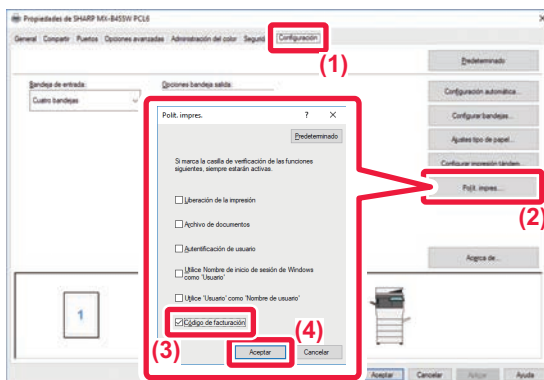 Propiedades de SHARP MX-B455W PCL6
General Compartir Puertos Opciones avanzadas Administración del color Segurid Configuración
(1)
Predeterminado
Bandeja de entrada:
Opciones bandeja salida:
Cuatro bandejas
Configuración automática...
Configurar bandejas...
Ajustes tipo de papel...
Configurar impresión tándem...
Polít. impres...
(2)
Acerca de...
Polít. impres.
?
X
Predeterminado
Si marca la casilla de verificación de las funciones
siguientes, siempre estarán activas.
Liberación de la impresión
Archivo de documentos
Autentificación de usuario
Utilice Nombre de inicio de sesión de Windows
como 'Usuario'
Utilice 'Usuario' como 'Nombre de usuario'
Código de facturación
(3)
(4)
Aceptar Cancelar
1
Aceptar Cancelar Aplicar Ayuda